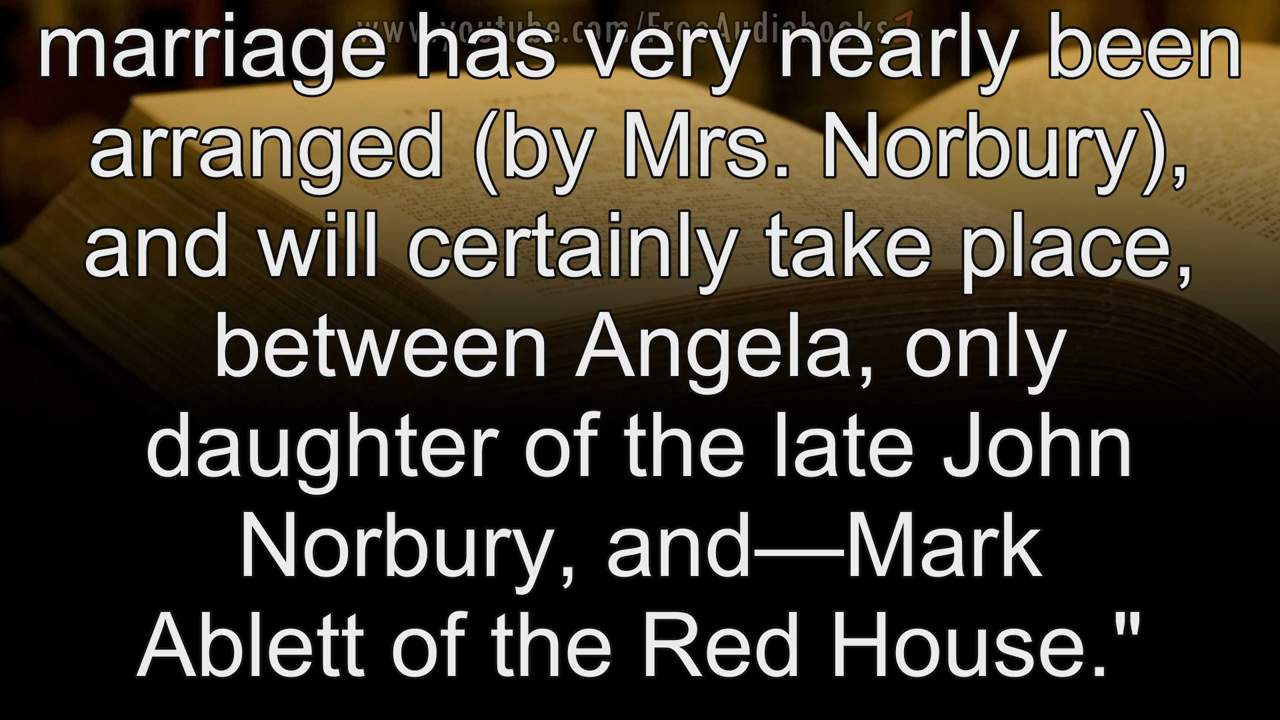 www.youtube.com/FreeAudiobooks1
marriage has very nearly been
arranged (by Mrs. Norbury),
and will certainly take place,
between Angela, only
daughter of the late John
Norbury, and—Mark
Ablett of the Red House."